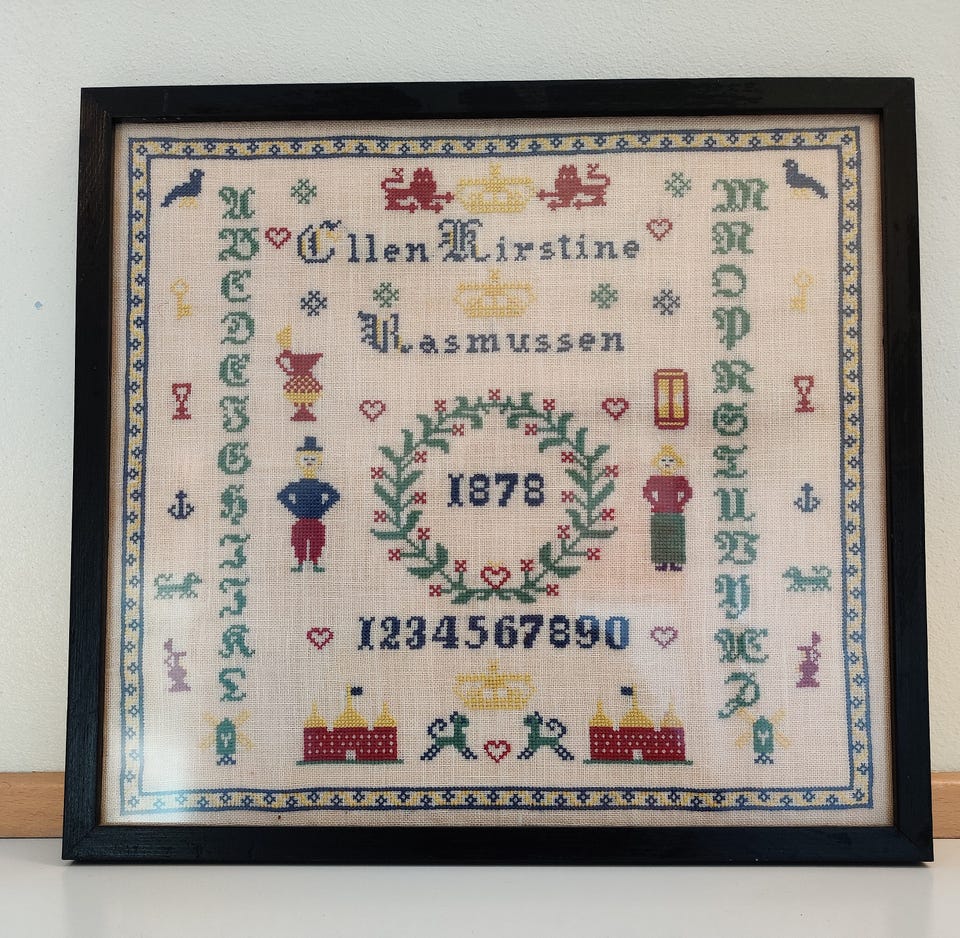 A
B
C
D
E
F
G
H
I
J
K
L
Ellen Kirstine
Rasmussen
1878
1234567890
M
N
O
P
R
S
T
U
V
Y
Æ
Ø